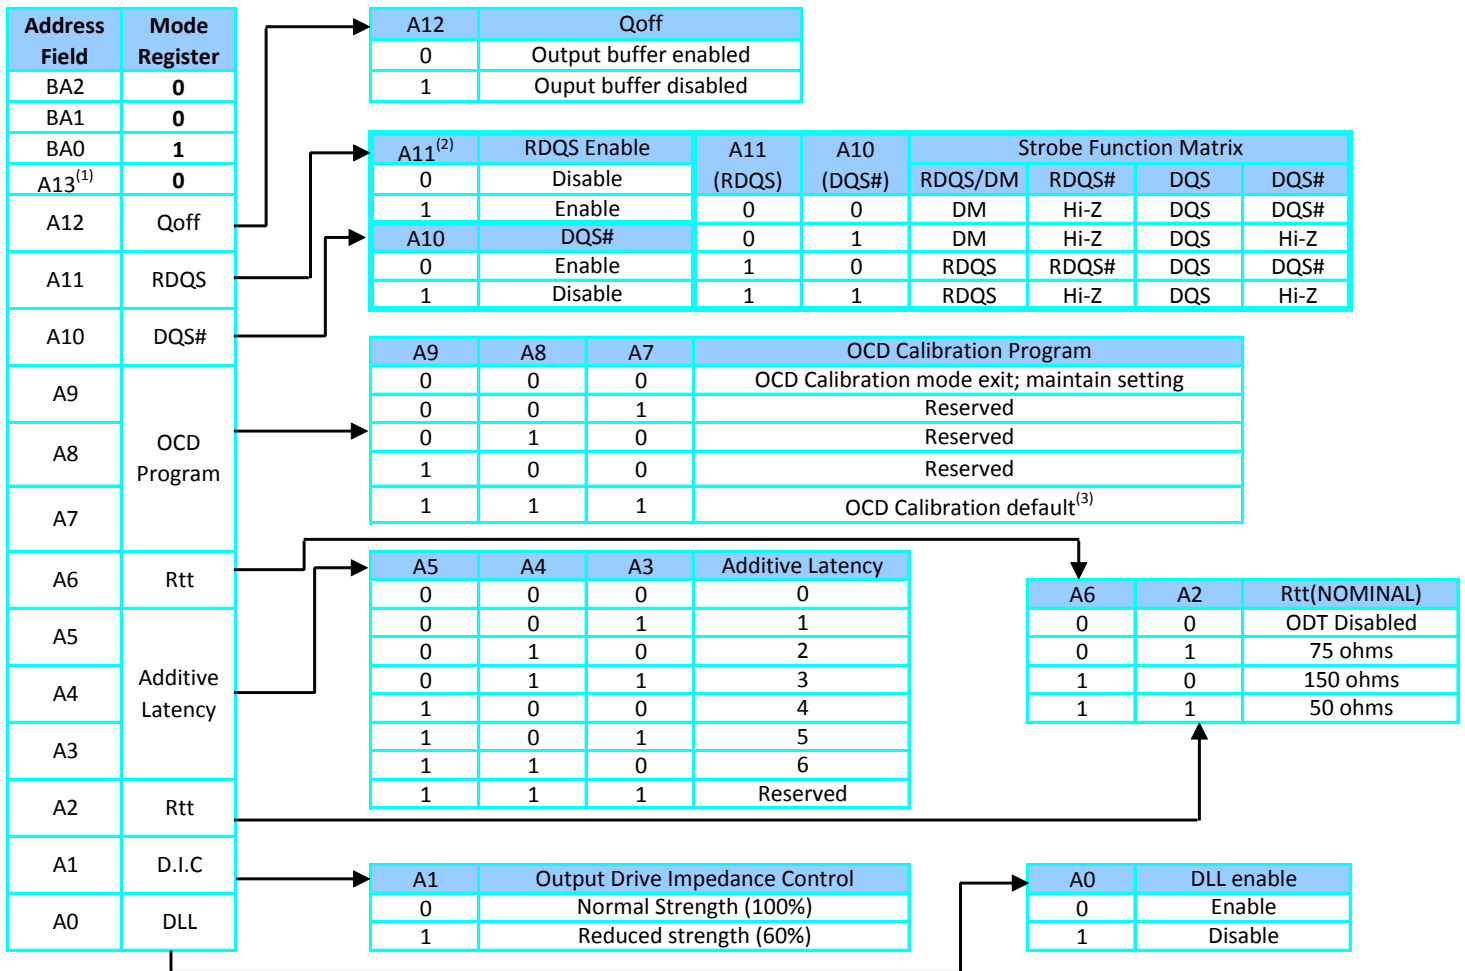 Address Field Mode Register
BA2 0
BA1 0
BA0 1
A13(1) 0
A12 Qoff
A11 RDQS
A10 DQS#
A9
A8
A7
OCD Program
A6 Rtt
A5
A4
A3
Additive Latency
A2 Rtt
A1 D.I.C
A0 DLL
A12 Qoff
0 Output buffer enabled
1 Ouput buffer disabled
A11(2) RDQS Enable
0 Disable
1 Enable
A10 DQS#
0 Enable
1 Disable
A11 (RDQS) A10 (DQS#) Strobe Function Matrix
RDQS/DM RDQS# DQS DQS#
0 0 DM Hi-Z DQS DQS#
0 1 DM Hi-Z DQS Hi-Z
1 0 RDQS RDQS# DQS DQS#
1 1 RDQS Hi-Z DQS Hi-Z
A9 A8 A7 OCD Calibration Program
0 0 0 OCD Calibration mode exit; maintain setting
0 0 1 Reserved
0 1 0 Reserved
1 0 0 Reserved
1 1 1 OCD Calibration default(3)
A5 A4 A3 Additive Latency
0 0 0 0
0 0 1 1
0 1 0 2
0 1 1 3
1 0 0 4
1 0 1 5
1 1 0 6
1 1 1 Reserved
A6 A2 Rtt(NOMINAL)
0 0 ODT Disabled
0 1 75 ohms
1 0 150 ohms
1 1 50 ohms
A1 Output Drive Impedance Control
0 Normal Strength (100%)
1 Reduced strength (60%)
A0 DLL enable
0 Enable
1 Disable